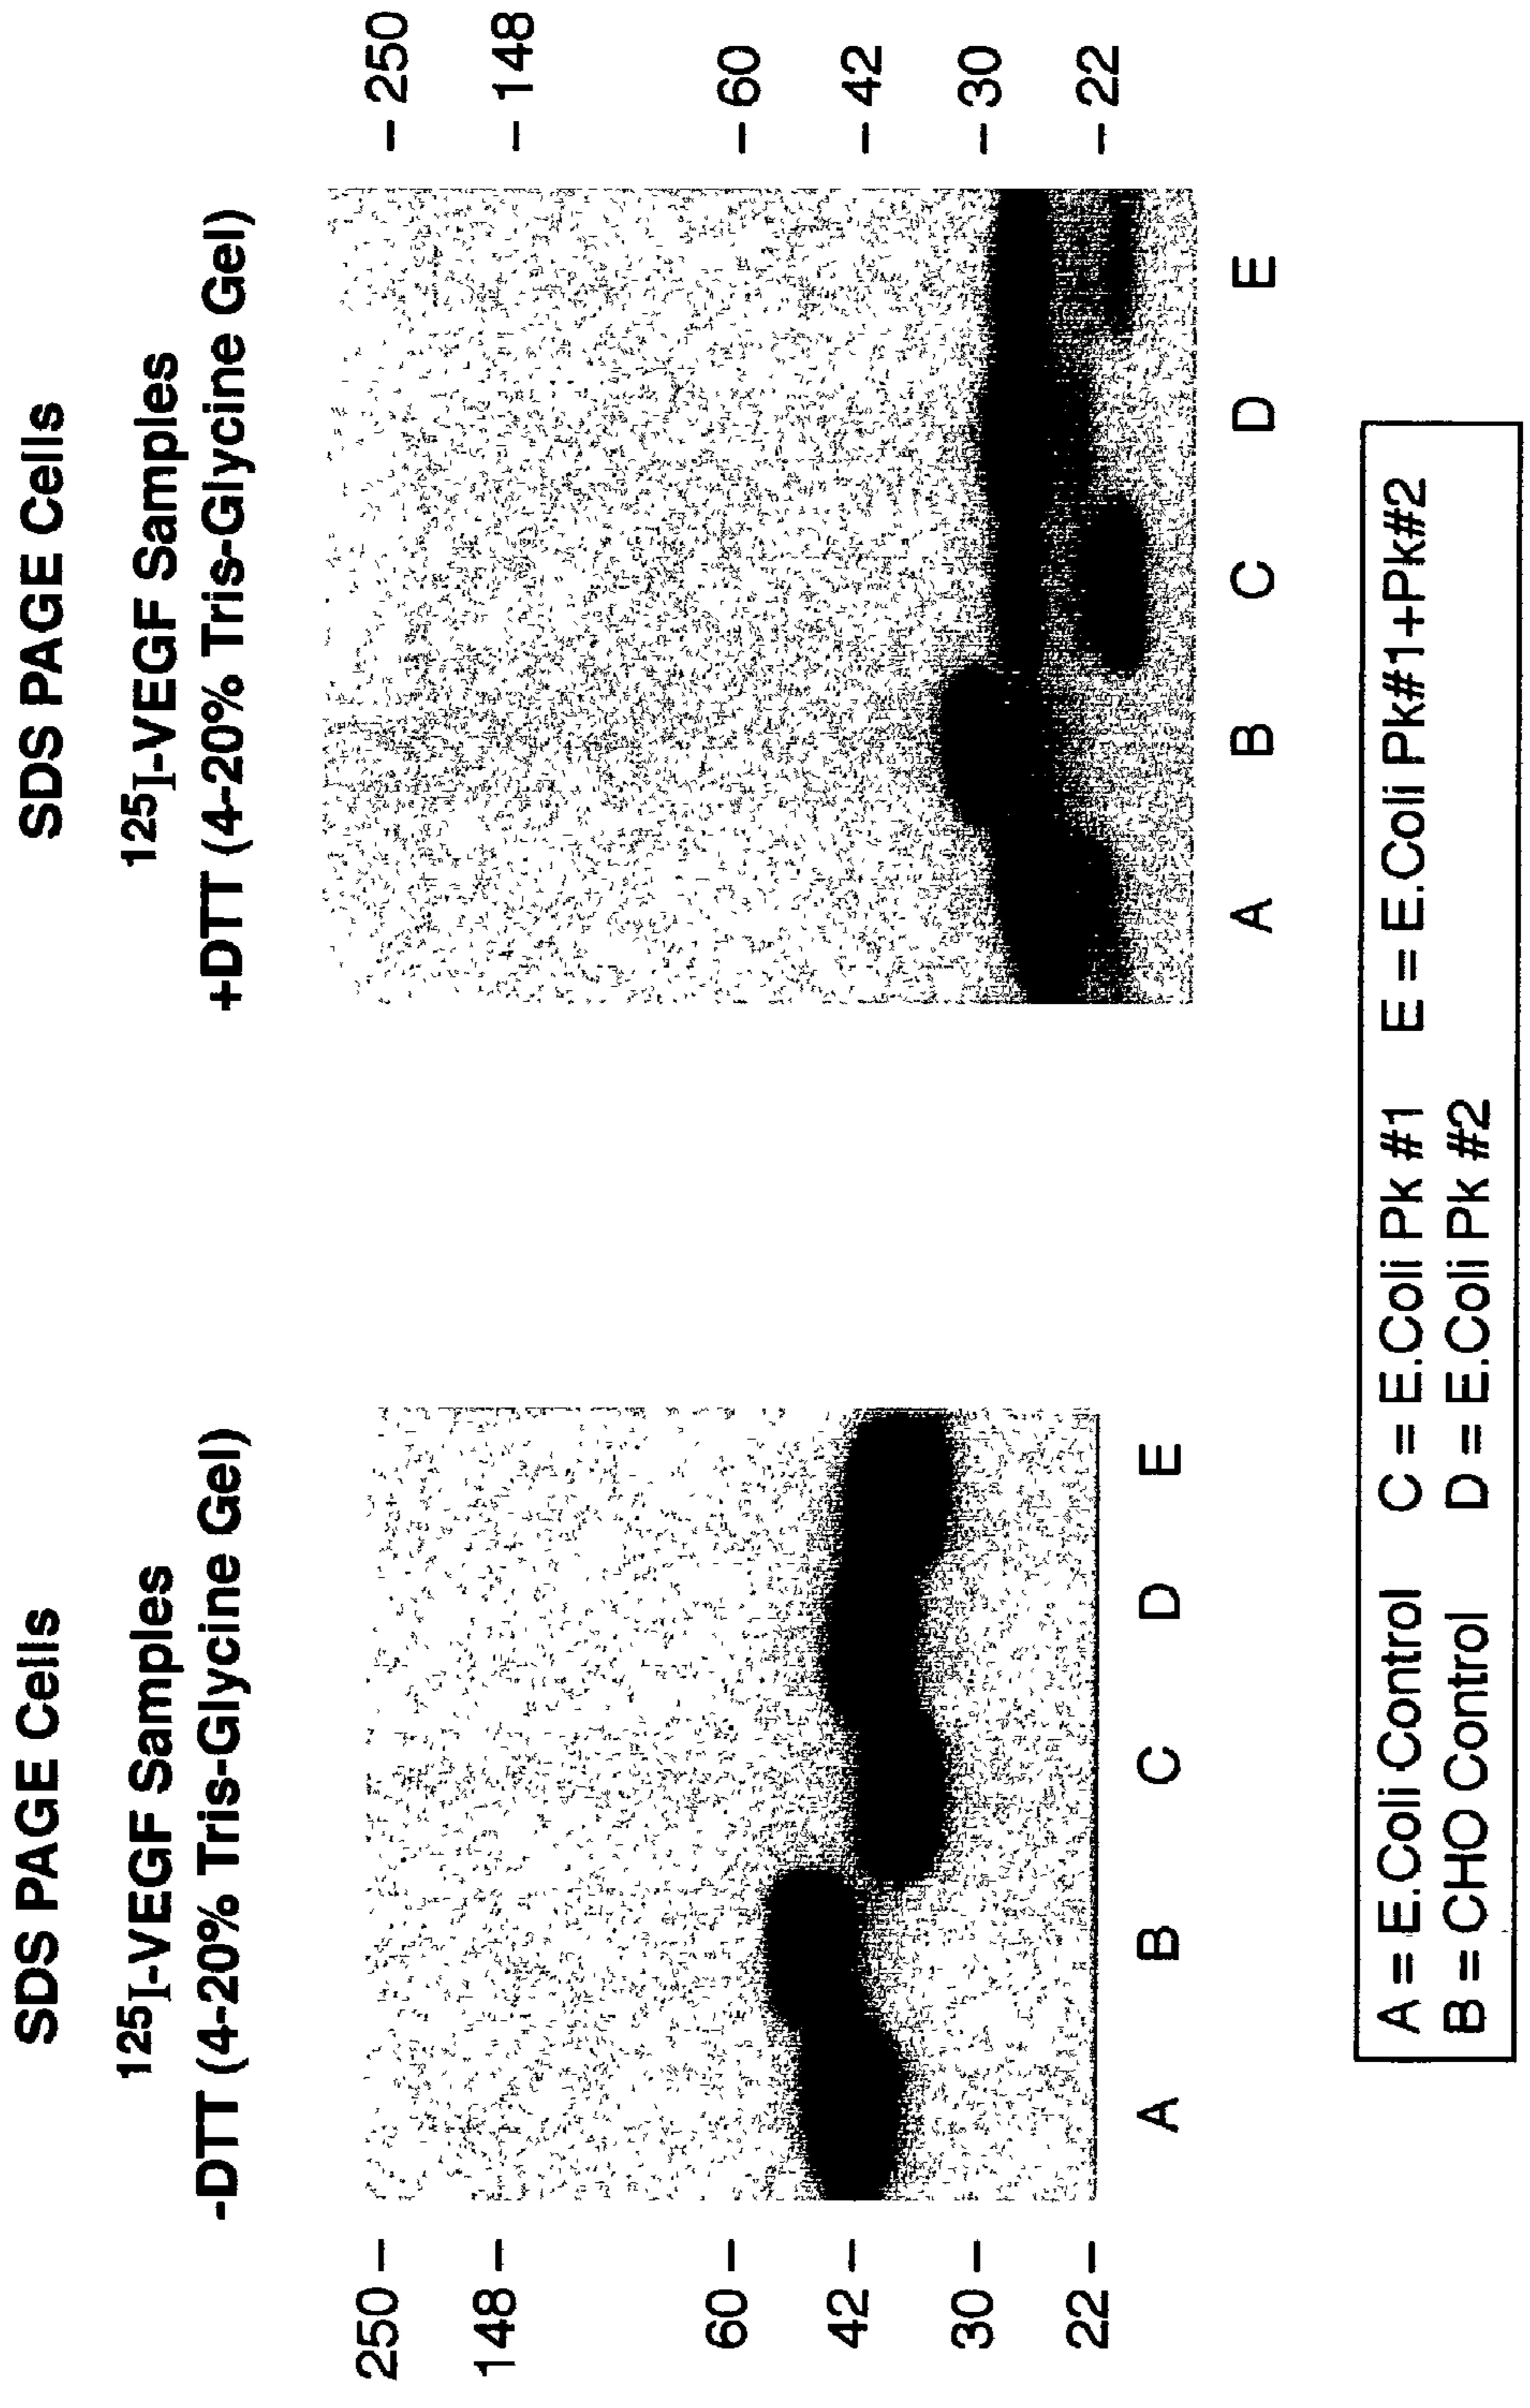 SDS PAGE Cells
125I-VEGF Samples
-DTT (4-20% Tris-Glycine Gel)
250 –
148 –
60 –
42 –
30 –
22 –
A B C D E
SDS PAGE Cells
125I-VEGF Samples
+DTT (4-20% Tris-Glycine Gel)
– 250
– 148
– 60
– 42
– 30
– 22
A B C D E
A = E.Coli Control C = E.Coli Pk #1 E = E.Coli Pk#1+Pk#2
B = CHO Control D = E.Coli Pk #2